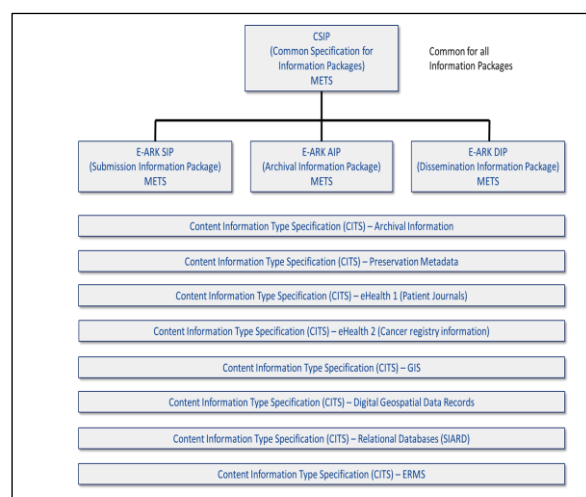 CSIP
(Common Specification for
Information Packages)
METS
Common for all
Information Packages
E-ARK SIP
(Submission Information Package)
METS
E-ARK AIP
(Archival Information Package)
METS
E-ARK DIP
(Dissemination Information Package)
METS
Content Information Type Specification (CITS) – Archival Information
Content Information Type Specification (CITS) – Preservation Metadata
Content Information Type Specification (CITS) – eHealth 1 (Patient Journals)
Content Information Type Specification (CITS) – eHealth 2 (Cancer registry information)
Content Information Type Specification (CITS) – GIS
Content Information Type Specification (CITS) – Digital Geospatial Data Records
Content Information Type Specification (CITS) – Relational Databases (SIARD)
Content Information Type Specification (CITS) – ERMS